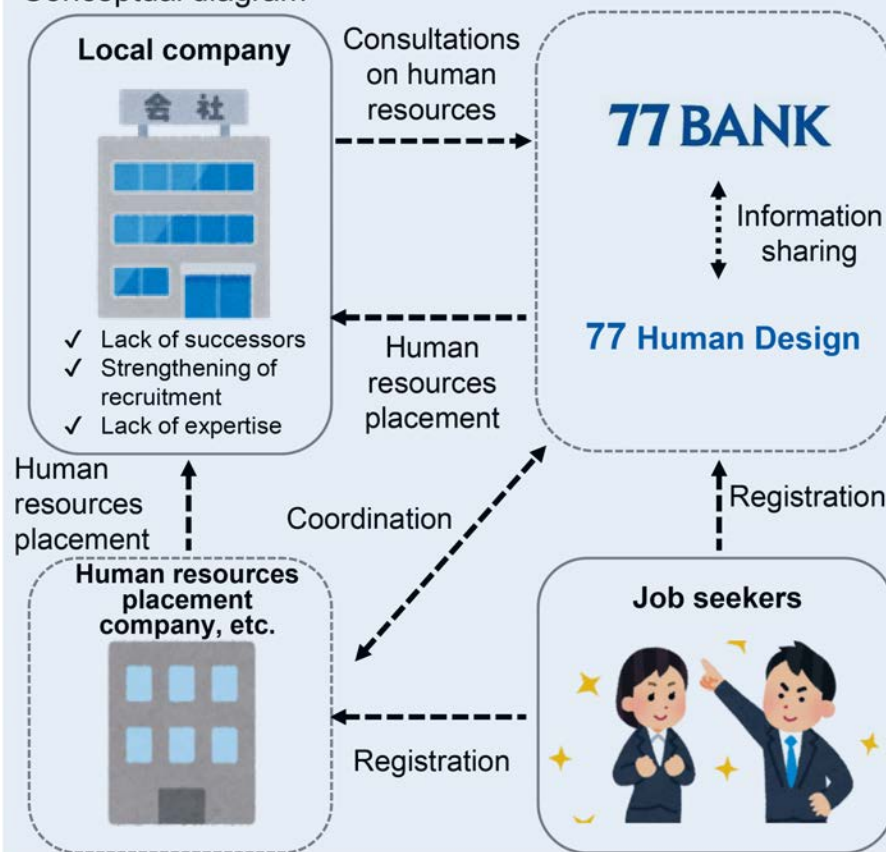 Conceptual diagram
Local company
会 社
✓ Lack of successors
✓ Strengthening of
recruitment
✓ Lack of expertise
Consultations
on human
resources
77 BANK
Information
sharing
77 Human Design
Human
resources
placement
Human
resources
placement
Coordination
Registration
Human resources
placement
company, etc.
Job seekers
Registration